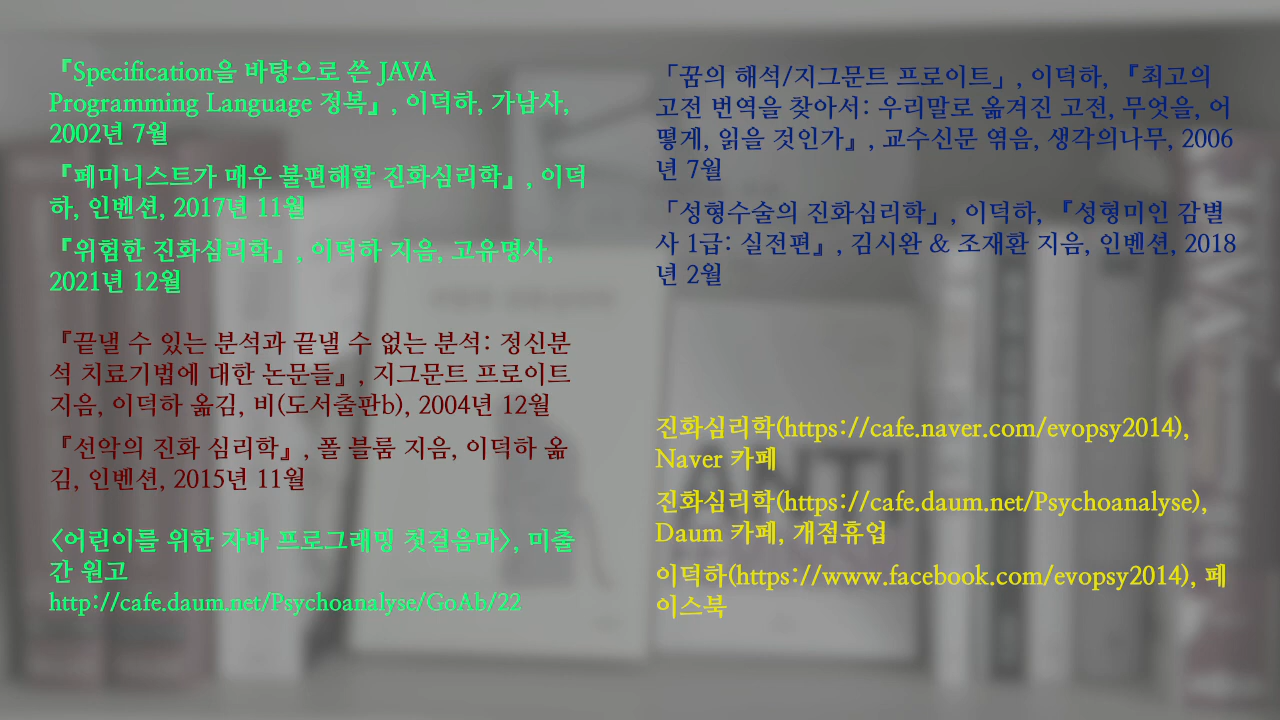 『Specification을 바탕으로 쓴 JAVA
Programming Language 정복』, 이덕하, 가남사,
2002년 7월
『페미니스트가 매우 불편해할 진화심리학』, 이덕
하, 인벤션, 2017년 11월
『위험한 진화심리학』, 이덕하 지음, 고유명사,
2021년 12월
『끝낼 수 있는 분석과 끝낼 수 없는 분석: 정신분
석 치료기법에 대한 논문들』, 지그문트 프로이트
지음, 이덕하 옮김, 비(도서출판b), 2004년 12월
『선악의 진화 심리학』, 폴 블룸 지음, 이덕하 옮
김, 인벤션, 2015년 11월
<어린이를 위한 자바 프로그래밍 첫걸음마>, 미출
간 원고
http://cafe.daum.net/Psychoanalyse/GoAb/22
「꿈의 해석/지그문트 프로이트」, 이덕하, 『최고의
고전 번역을 찾아서: 우리말로 옮겨진 고전, 무엇을, 어
떻게, 읽을 것인가』, 교수신문 엮음, 생각의나무, 2006
년 7월
「성형수술의 진화심리학」, 이덕하, 『성형미인 감별
사 1급: 실전편』, 김시완 & 조재환 지음, 인벤션, 2018
년 2월
진화심리학(https://cafe.naver.com/evopsy2014),
Naver 카페
진화심리학(https://cafe.daum.net/Psychoanalyse),
Daum 카페, 개점휴업
이덕하(https://www.facebook.com/evopsy2014), 페
이스북